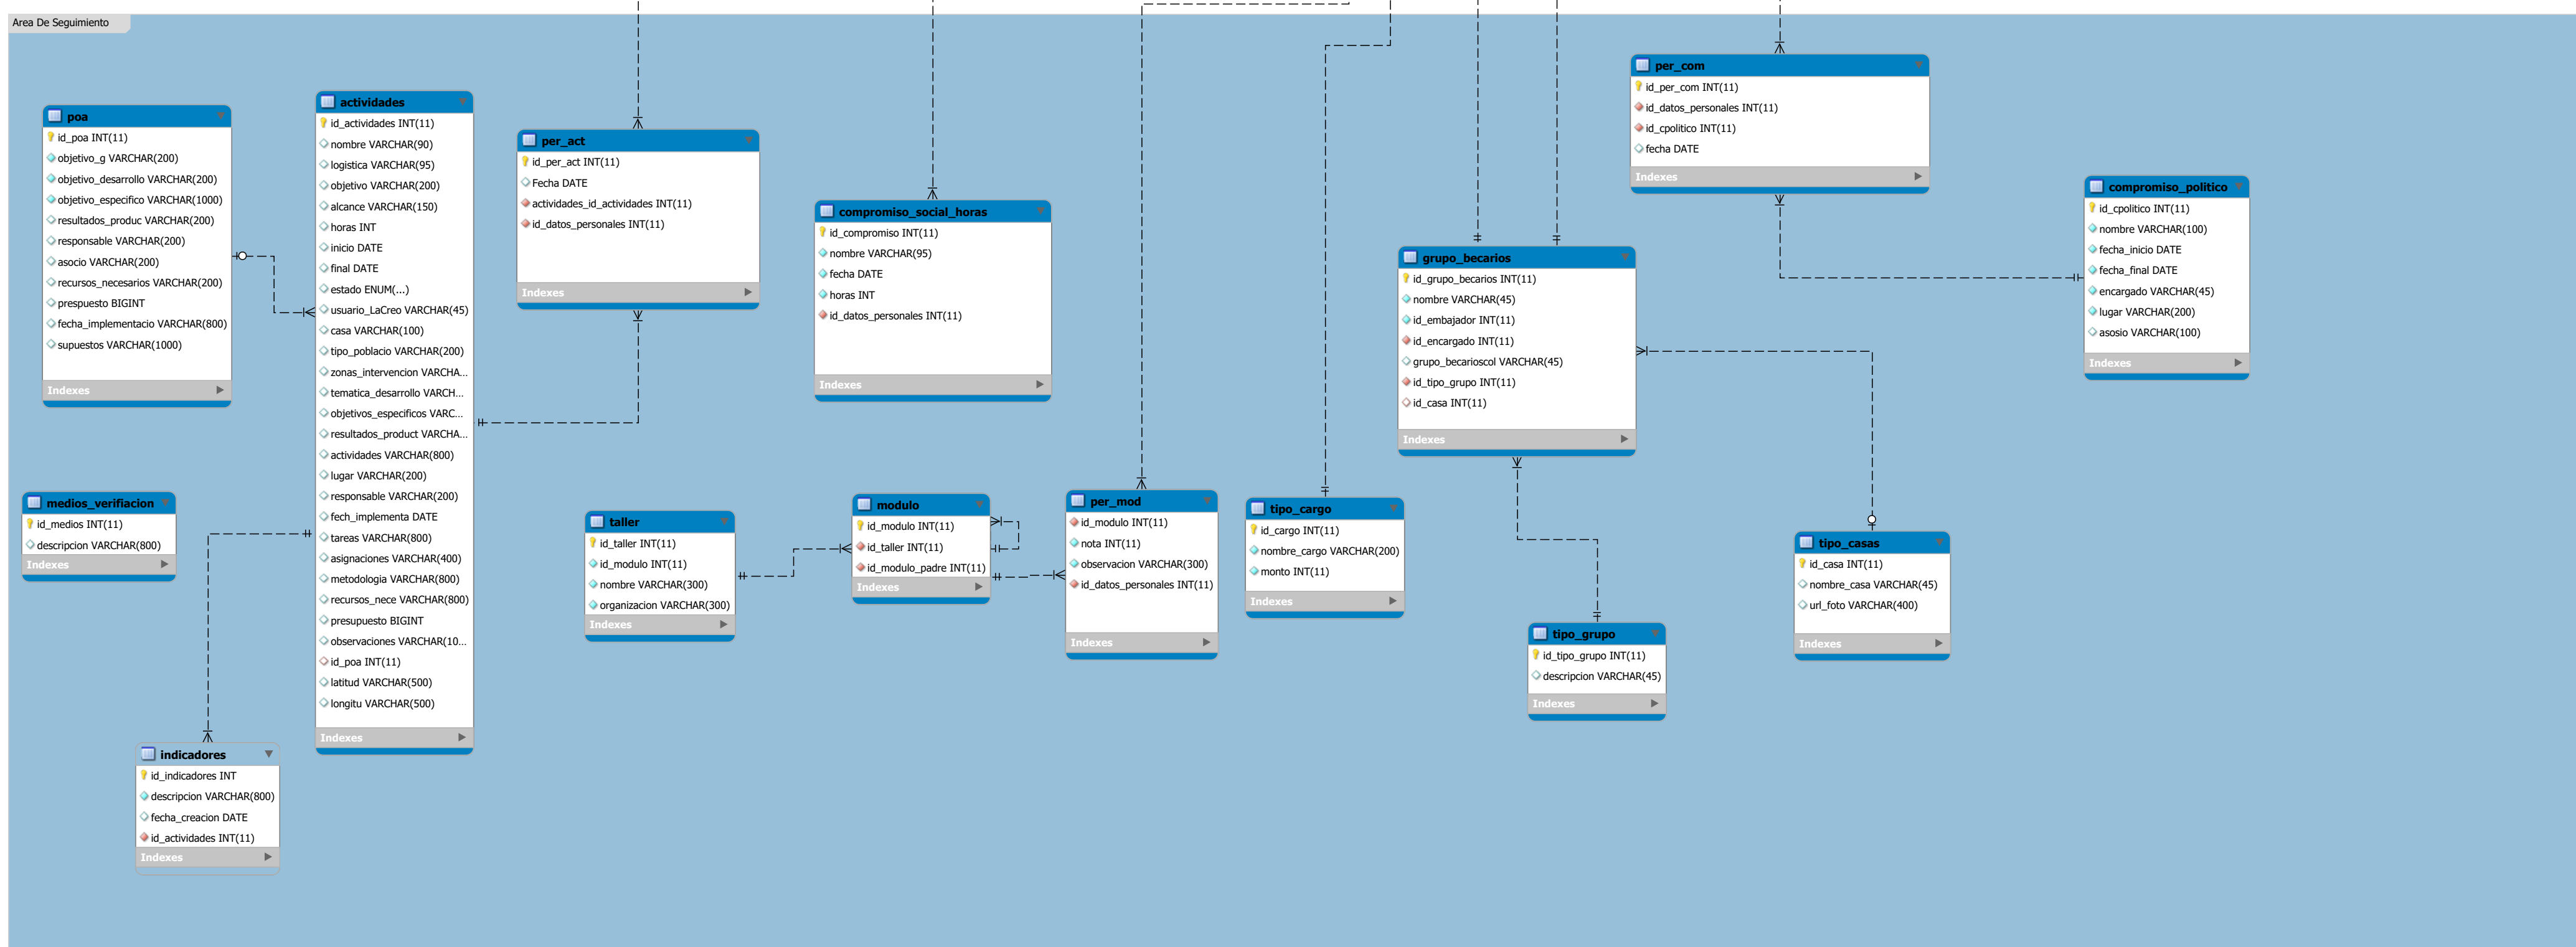 Area De Seguimiento
poa
id_poa INT(11)
objetivo_g VARCHAR(200)
objetivo_desarrollo VARCHAR(200)
objetivo_especifico VARCHAR(1000)
resultados_produc VARCHAR(200)
responsable VARCHAR(200)
asocio VARCHAR(200)
recursos_necesarios VARCHAR(200)
prespuesto BIGINT
fecha_implementacio VARCHAR(800)
supuestos VARCHAR(1000)
Indexes
actividades
id_actividades INT(11)
nombre VARCHAR(90)
logistica VARCHAR(95)
objetivo VARCHAR(200)
alcance VARCHAR(150)
horas INT
inicio DATE
final DATE
estado ENUM(...)
usuario_LaCreo VARCHAR(45)
casa VARCHAR(100)
tipo_poblacio VARCHAR(200)
zonas_intervencion VARCHA...
tematica_desarrollo VARCH...
objetivos_especificos VARC...
resultados_product VARCHA...
actividades VARCHAR(800)
lugar VARCHAR(200)
responsable VARCHAR(200)
fech_implementa DATE
tareas VARCHAR(800)
asignaciones VARCHAR(400)
metodologia VARCHAR(800)
recursos_nece VARCHAR(800)
presupuesto BIGINT
observaciones VARCHAR(10...
id_poa INT(11)
latitud VARCHAR(500)
longitu VARCHAR(500)
Indexes
per_act
id_per_act INT(11)
Fecha DATE
actividades_id_actividades INT(11)
id_datos_personales INT(11)
Indexes
compromiso_social_horas
id_compromiso INT(11)
nombre VARCHAR(95)
fecha DATE
horas INT
id_datos_personales INT(11)
Indexes
per_com
id_per_com INT(11)
id_datos_personales INT(11)
id_cpolitico INT(11)
fecha DATE
Indexes
compromiso_politico
id_cpolitico INT(11)
nombre VARCHAR(100)
fecha_inicio DATE
fecha_final DATE
encargado VARCHAR(45)
lugar VARCHAR(200)
asosio VARCHAR(100)
Indexes
grupo_becarios
id_grupo_becarios INT(11)
nombre VARCHAR(45)
id_embajador INT(11)
id_encargado INT(11)
grupo_becarioscol VARCHAR(45)
id_tipo_grupo INT(11)
id_casa INT(11)
Indexes
medios_verifiacion
id_medios INT(11)
descripcion VARCHAR(800)
Indexes
taller
id_taller INT(11)
id_modulo INT(11)
nombre VARCHAR(300)
organizacion VARCHAR(300)
Indexes
modulo
id_modulo INT(11)
id_taller INT(11)
id_modulo_padre INT(11)
Indexes
per_mod
id_modulo INT(11)
nota INT(11)
observacion VARCHAR(300)
id_datos_personales INT(11)
Indexes
tipo_cargo
id_cargo INT(11)
nombre_cargo VARCHAR(200)
monto INT(11)
Indexes
tipo_casas
id_casa INT(11)
nombre_casa VARCHAR(45)
url_foto VARCHAR(400)
Indexes
tipo_grupo
id_tipo_grupo INT(11)
descripcion VARCHAR(45)
Indexes
indicadores
id_indicadores INT
descripcion VARCHAR(800)
fecha_creacion DATE
id_actividades INT(11)
Indexes